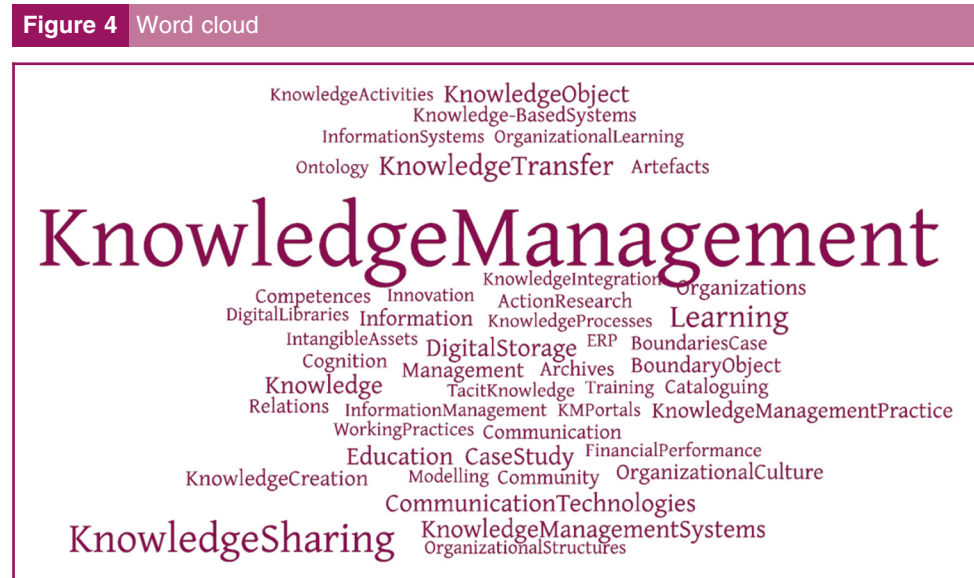 Figure 4 Word cloud
KnowledgeActivities KnowledgeObject
Knowledge-BasedSystems
InformationSystems OrganizationalLearning
Ontology KnowledgeTransfer Artefacts
KnowledgeManagement
KnowledgeIntegration Organizations
Competences Innovation ActionResearch
DigitalLibraries Information KnowledgeProcesses Learning
IntangibleAssets DigitalStorage ERP BoundariesCase
Cognition Management Archives BoundaryObject
Knowledge TacitKnowledge Training Cataloguing
Relations InformationManagement KMPortals KnowledgeManagementPractice
WorkingPractices Communication
Education CaseStudy FinancialPerformance
KnowledgeCreation Modelling Community OrganizationalCulture
CommunicationTechnologies
KnowledgeSharing KnowledgeManagementSystems
OrganizationalStructures